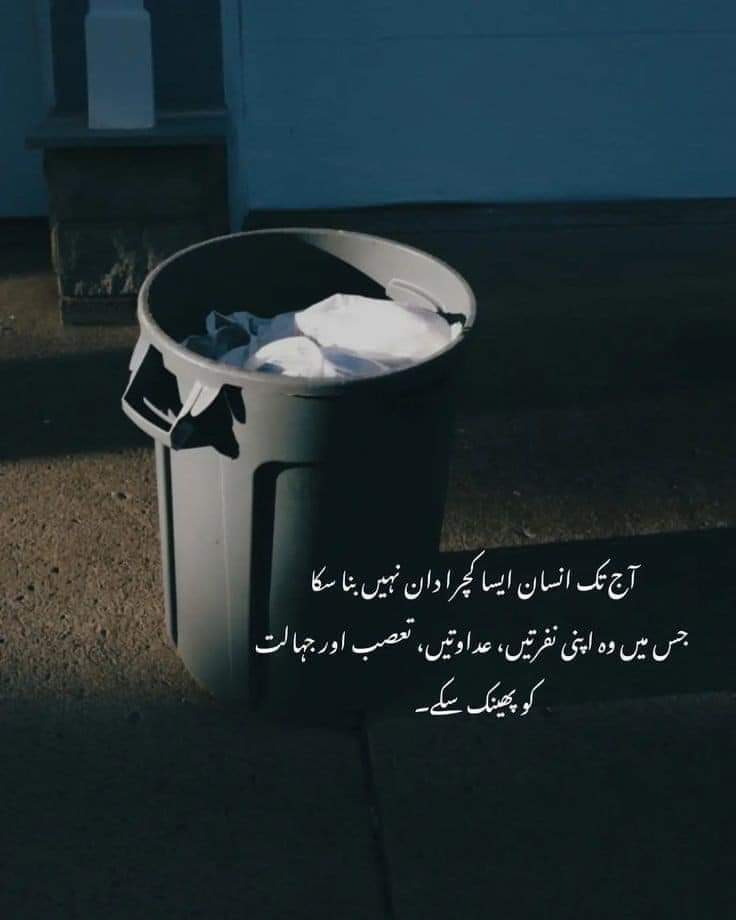 آج تک انسان ایسا کچرا دان نہیں بنا سکا
جس میں وہ اپنی نفرتیں، عداوتیں، تعصب اور جہالت
کو پھینک سکے۔